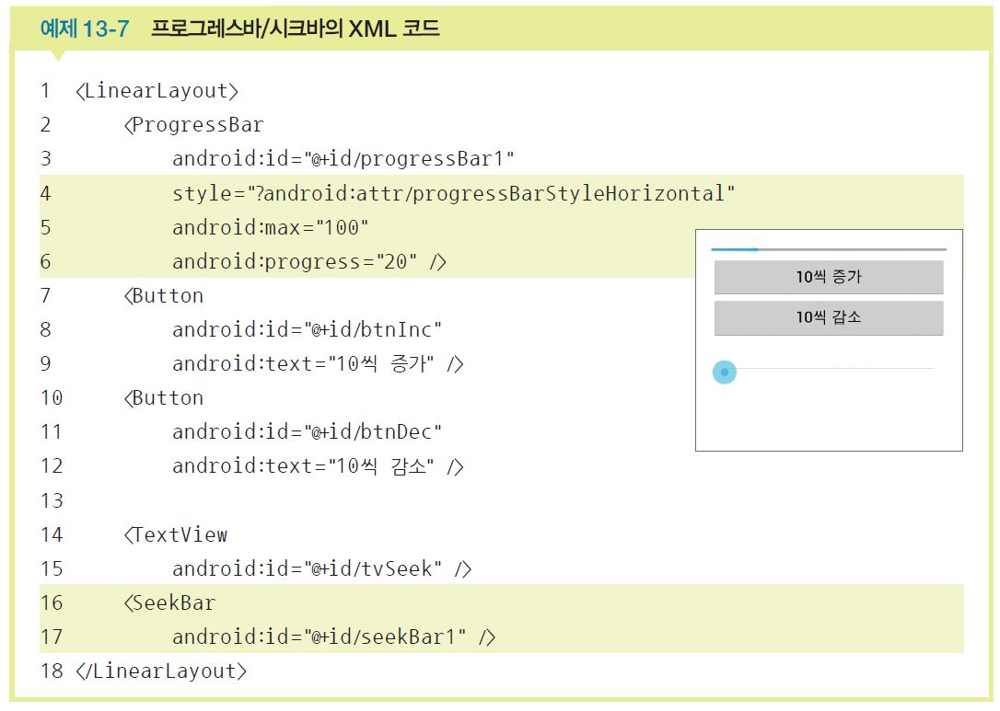 예제 13-7 프로그레스바/시크바의 XML 코드
1 <LinearLayout>
2 <ProgressBar
3 android:id="@+id/progressBar1"
4 style="?android:attr/progressBarStyleHorizontal"
5 android:max="100"
6 android:progress="20" />
7 <Button
8 android:id="@+id/btnInc"
9 android:text="10씩 증가" />
10 <Button
11 android:id="@+id/btnDec"
12 android:text="10씩 감소" />
13
14 <TextView
15 android:id="@+id/tvSeek" />
16 <SeekBar
17 android:id="@+id/seekBar1" />
18 </LinearLayout>
10씩 증가
10씩 감소